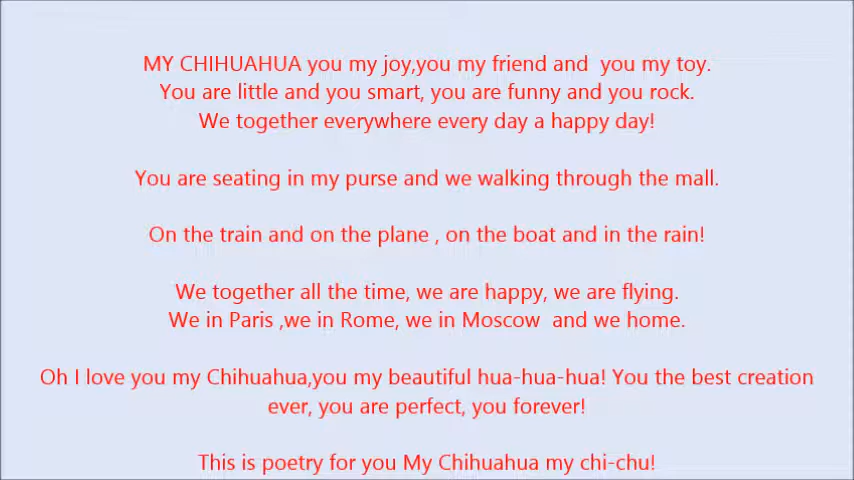 MY CHIHUAHUA you my joy,you my friend and  you my toy.
You are little and you smart, you are funny and you rock.
We together everywhere every day a happy day!
You are seating in my purse and we walking through the mall.
On the train and on the plane , on the boat and in the rain!
We together all the time, we are happy, we are flying.
We in Paris ,we in Rome, we in Moscow  and we home.
Oh I love you my Chihuahua,you my beautiful hua-hua-hua! You the best creation
ever, you are perfect, you forever!
This is poetry for you My Chihuahua my chi-chu!